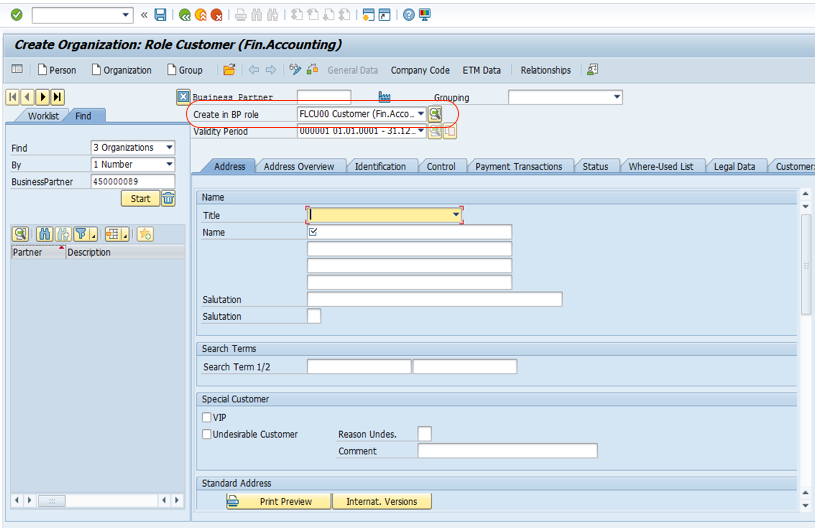 Create Organization: Role Customer (Fin.Accounting)
Person Organization Group General Data Company Code ETM Data Relationships
Business Partner Grouping
Worklist Find
Create in BP role FLCU00 Customer (Fin.Acco...
Validity Period 000001 01.01.0001 - 31.12...
Find 3 Organizations
By 1 Number
BusinessPartner 450000089
Start
Address Address Overview Identification Control Payment Transactions Status Where-Used List Legal Data Customer:
Partner Description
Name
Title
Name
Salutation
Salutation
Search Terms
Search Term 1/2
Special Customer
VIP
Undesirable Customer Reason Undes.
Comment
Standard Address
Print Preview Internat. Versions